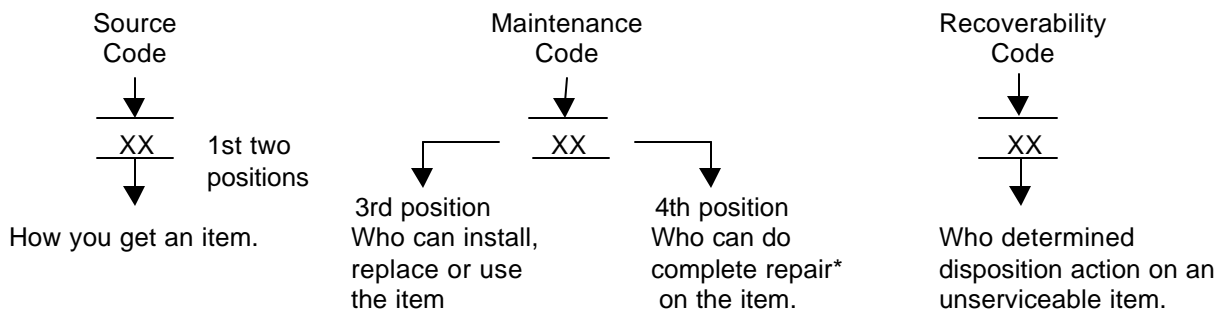 Source
Code
XX
1st two
positions
How you get an item.
Maintenance
Code
XX
3rd position
Who can install,
replace or use
the item
4th position
Who can do
complete repair*
on the item.
Recoverability
Code
XX
Who determined
disposition action on an
unserviceable item.